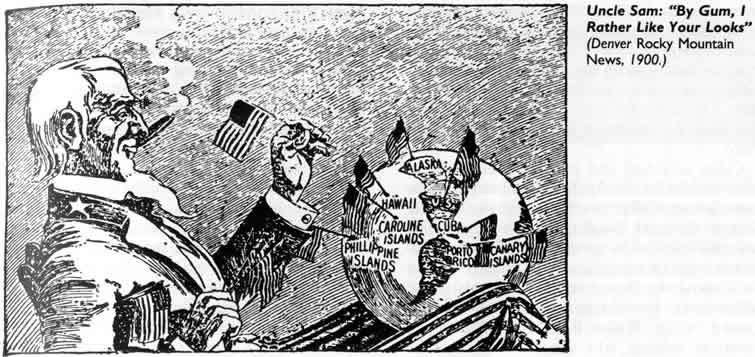 Uncle Sam: “By Gum, I
Rather Like Your Looks”
(Denver Rocky Mountain
News, 1900.)
ALASKA
HAWAII
CAROLINE
ISLANDS
CUBA
PHILLIP
PINE
ISLANDS
PORTO
RICO
CANARY
ISLANDS